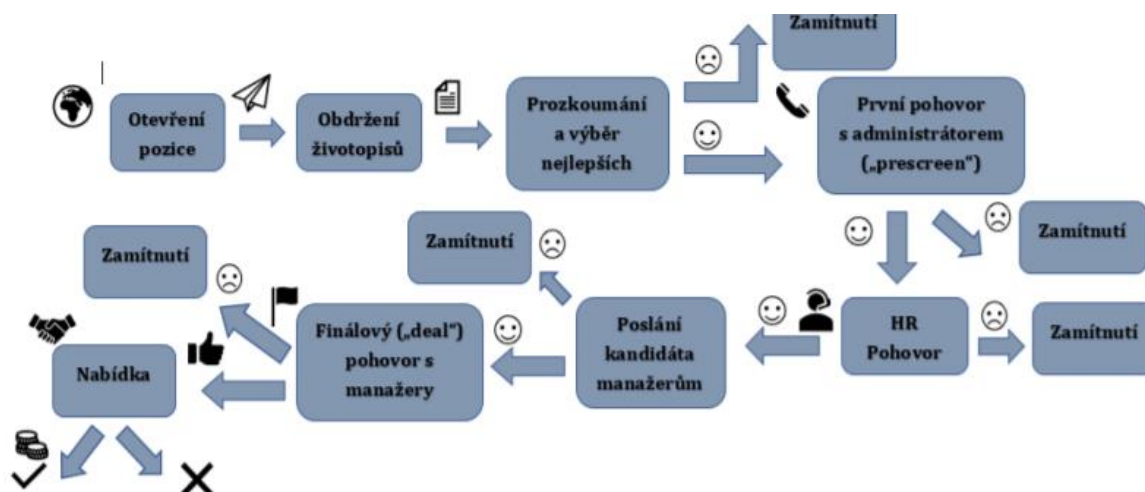 Zamítnutí
Otevření
pozice
Obdržení
životopisů
Prozkoumání
a výběr
nejlepších
První pohovor
s administrátorem
(„prescreen“)
Zamítnutí
HR
Pohovor
Zamítnutí
Poslání
kandidáta
manažerům
Zamítnutí
Finálový („deal“)
pohovor s
manažery
Zamítnutí
Nabídka